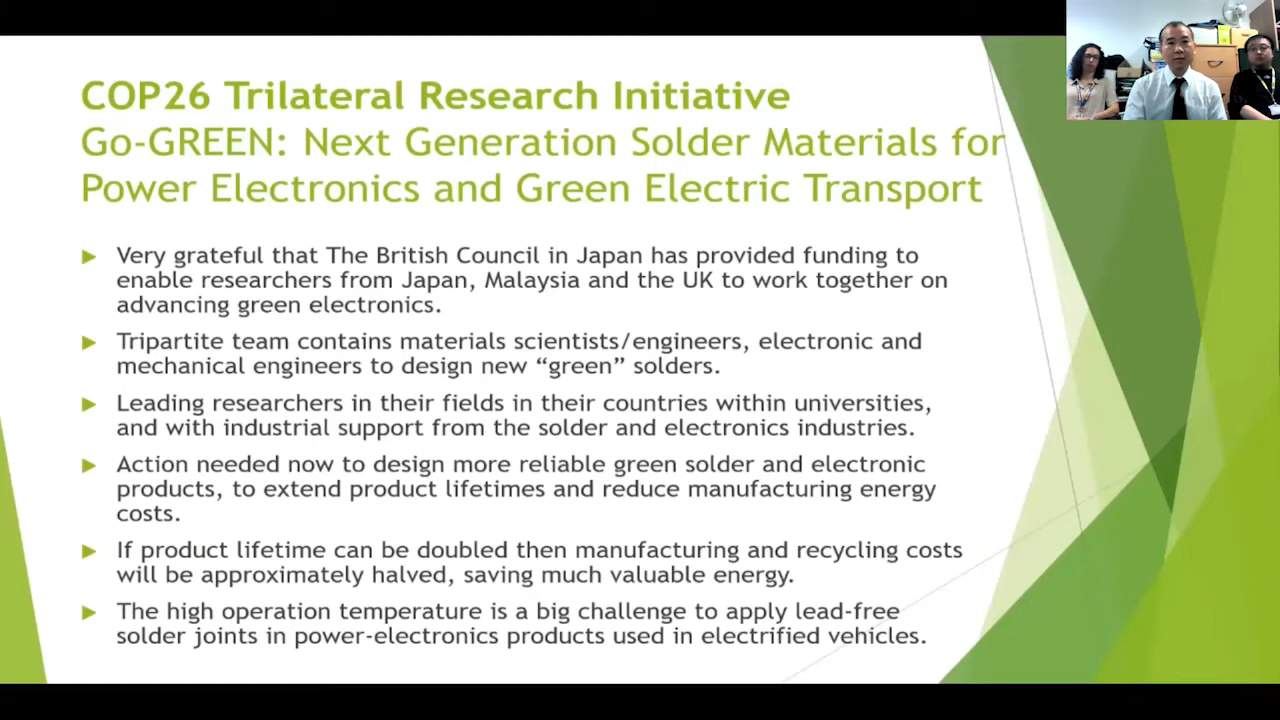 COP26 Trilateral Research Initiative
Go-GREEN: Next Generation Solder Materials for
Power Electronics and Green Electric Transport
Very grateful that The British Council in Japan has provided funding to
enable researchers from Japan, Malaysia and the UK to work together on
advancing green electronics.
Tripartite team contains materials scientists/engineers, electronic and
mechanical engineers to design new “green” solders.
Leading researchers in their fields in their countries within universities,
and with industrial support from the solder and electronics industries.
Action needed now to design more reliable green solder and electronic
products, to extend product lifetimes and reduce manufacturing energy
costs.
If product lifetime can be doubled then manufacturing and recycling costs
will be approximately halved, saving much valuable energy.
The high operation temperature is a big challenge to apply lead-free
solder joints in power-electronics products used in electrified vehicles.